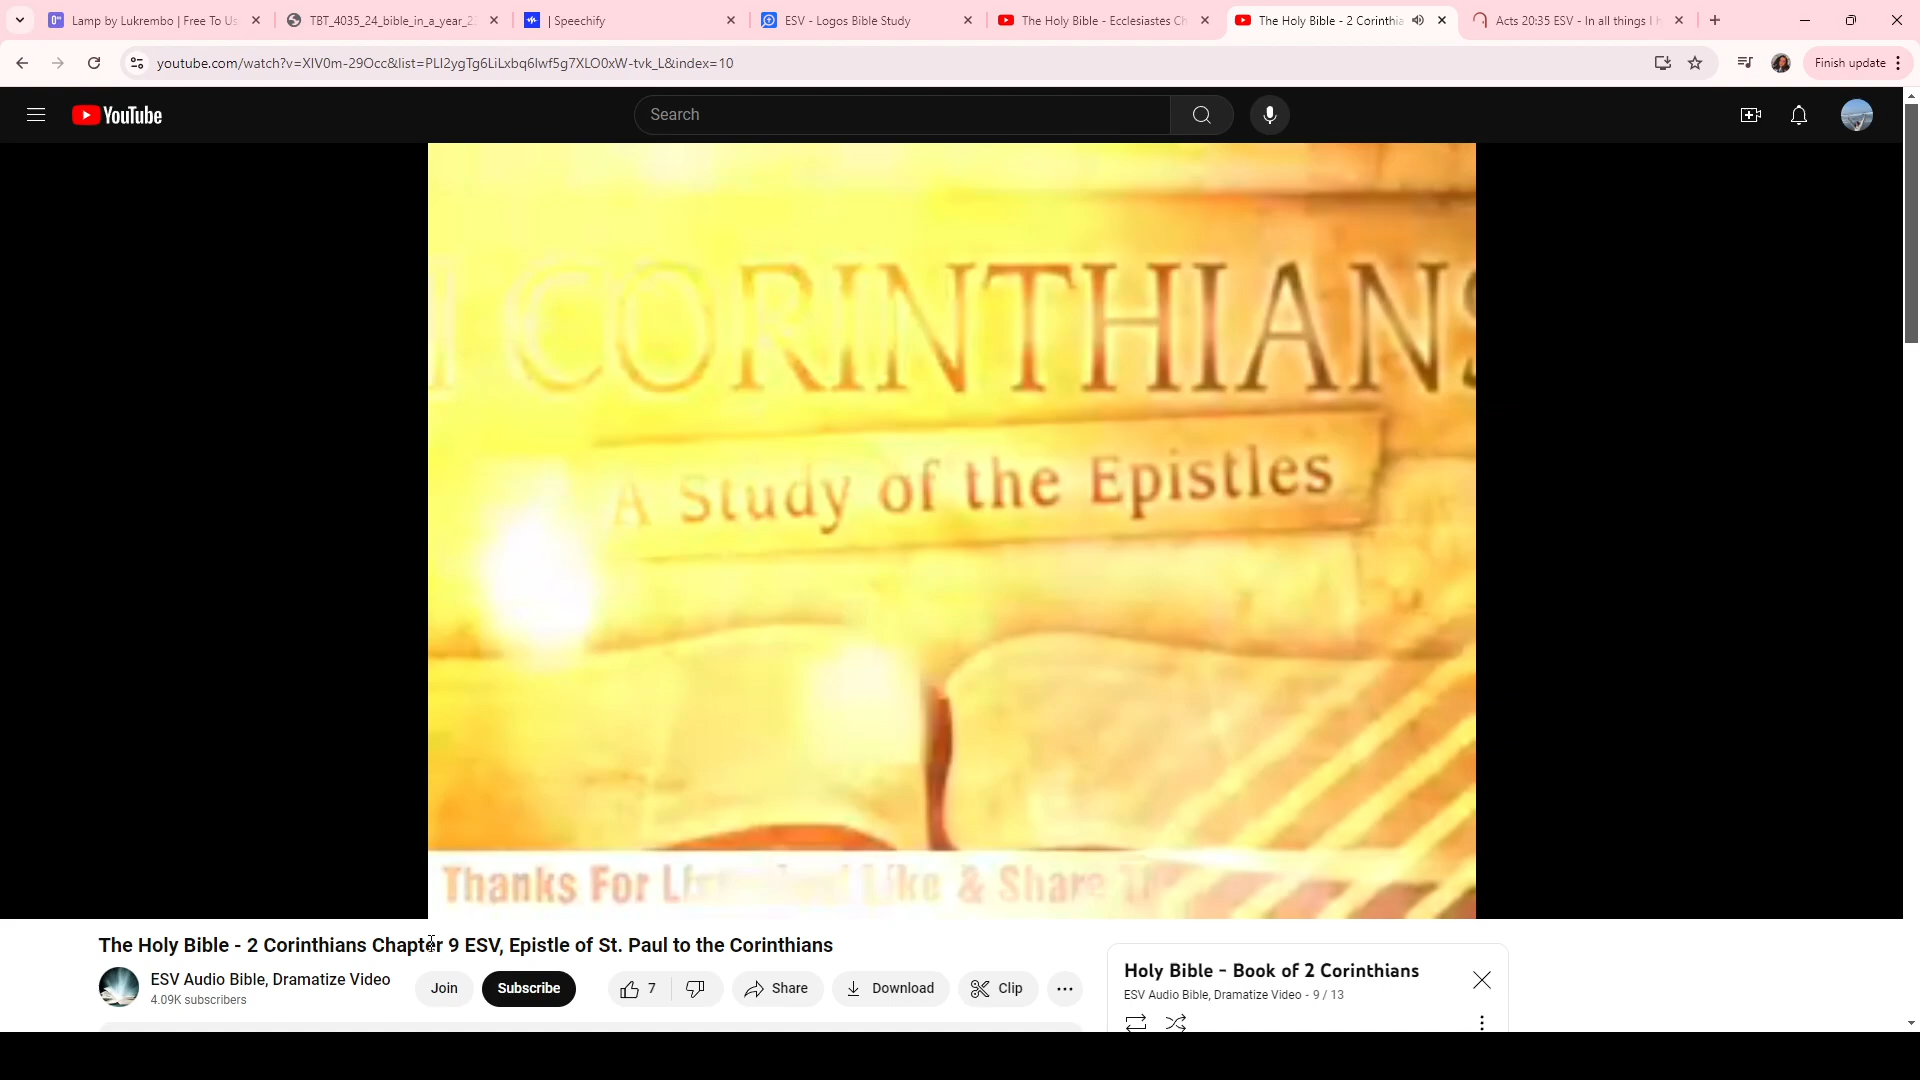 Lamp by Lukrembo | Free To Us
TBT_4035_24_bible_in_a_year_2
| Speechify
ESV - Logos Bible Study
The Holy Bible - Ecclesiastes Ch
The Holy Bible - 2 Corinthia
Acts 20:35 ESV - In all things I h
youtube.com/watch?v=XIV0m-29Occ&list=PLI2ygTg6LiLxbq6lwf5g7XLO0xW-tvk_L&index=10
Finish update
YouTube
Search
CORINTHIANS
A Study of the Epistles
Thanks For Like & Share
The Holy Bible - 2 Corinthians Chapter 9 ESV, Epistle of St. Paul to the Corinthians
ESV Audio Bible, Dramatize Video
4.09K subscribers
Join
Subscribe
7
Share
Download
Clip
Holy Bible - Book of 2 Corinthians
ESV Audio Bible, Dramatize Video - 9 / 13